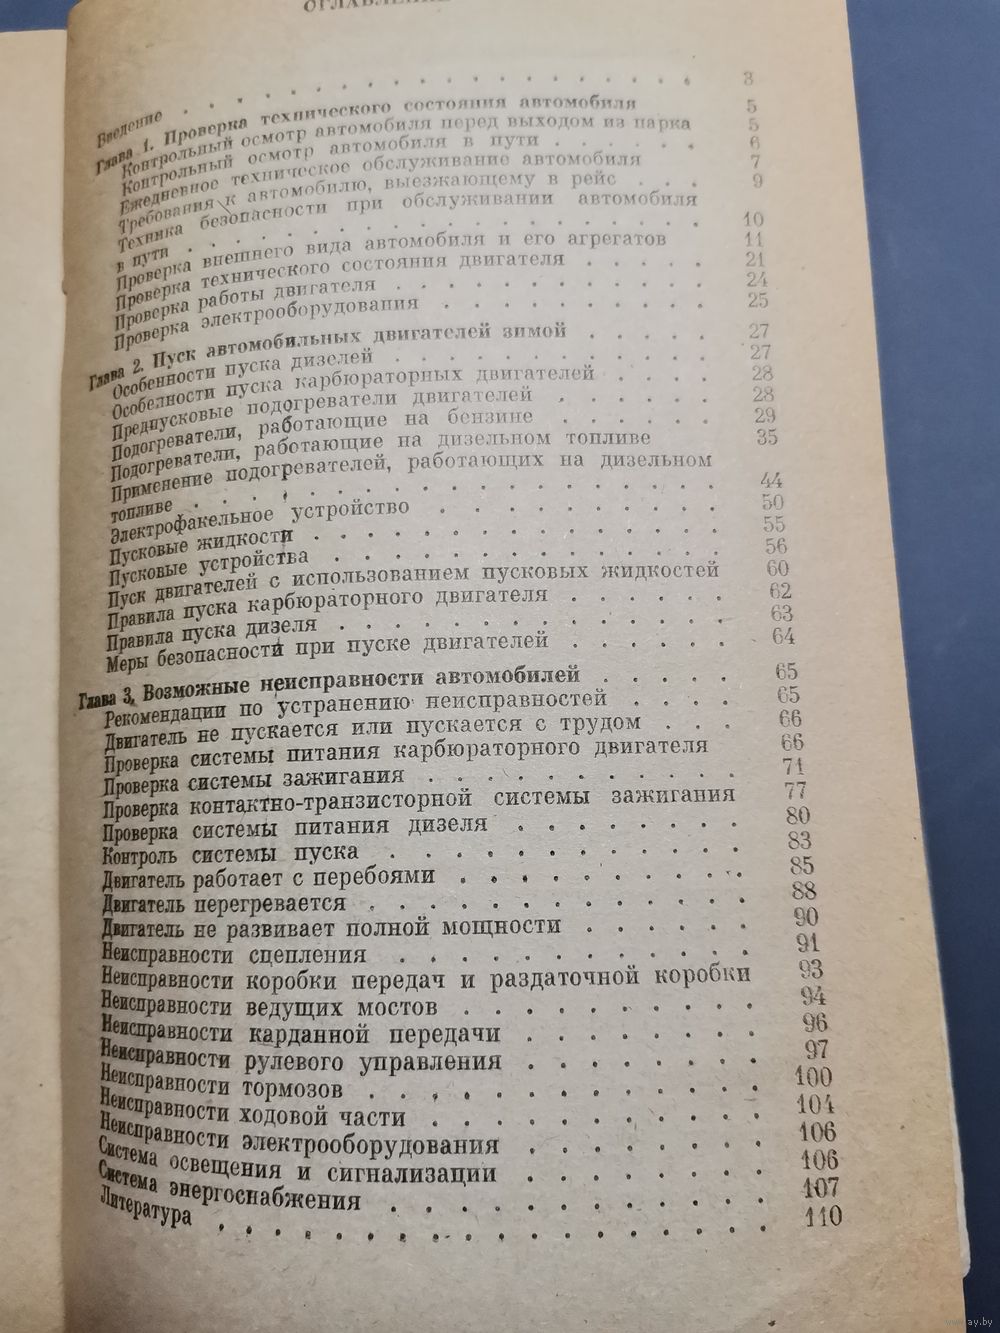 ОГЛАВЛЕНИЕ
Введение . . . . . . . . . . . . . . . . 3
Глава 1. Проверка технического состояния автомобиля 5
Контрольный осмотр автомобиля перед выходом из парка 5
Контрольный осмотр автомобиля в пути . . . . . . 6
Ежедневное техническое обслуживание автомобиля 7
Требования к автомобилю, выезжающему в рейс . . . 9
Техника безопасности при обслуживании автомобиля
в пути . . . . . . . . . . . . . . . . 10
Проверка внешнего вида автомобиля и его агрегатов 11
Проверка технического состояния двигателя . . . . . 21
Проверка работы двигателя . . . . . . . . . . . 24
Проверка электрооборудования . . . . . . . . . 25
Глава 2. Пуск автомобильных двигателей зимой . . . . . 27
Особенности пуска дизелей . . . . . . . . . . . 27
Особенности пуска карбюраторных двигателей . . . . 28
Предпусковые подогреватели двигателей . . . . . . 28
Подогреватели, работающие на бензине . . . . . . 29
Подогреватели, работающие на дизельном топливе 35
Применение подогревателей, работающих на дизельном
топливе . . . . . . . . . . . . . . . . 44
Электрофакельное устройство . . . . . . . . . 50
Пусковые жидкости . . . . . . . . . . . . . 55
Пусковые устройства . . . . . . . . . . . . 56
Пуск двигателей с использованием пусковых жидкостей 60
Правила пуска карбюраторного двигателя . . . . . 62
Правила пуска дизеля . . . . . . . . . . . . 63
Меры безопасности при пуске двигателей . . . . . . 64
Глава 3. Возможные неисправности автомобилей . . . . . 65
Рекомендации по устранению неисправностей . . . . 65
Двигатель не пускается или пускается с трудом . . . 66
Проверка системы питания карбюраторного двигателя 66
Проверка системы зажигания . . . . . . . . . . 71
Проверка контактно-транзисторной системы зажигания 77
Проверка системы питания дизеля . . . . . . . . 80
Контроль системы пуска . . . . . . . . . . . 83
Двигатель работает с перебоями . . . . . . . . . 85
Двигатель перегревается . . . . . . . . . . . . 88
Двигатель не развивает полной мощности . . . . . . 90
Неисправности сцепления . . . . . . . . . . . 91
Неисправности коробки передач и раздаточной коробки 93
Неисправности ведущих мостов . . . . . . . . . 94
Неисправности карданной передачи . . . . . . . . 96
Неисправности рулевого управления . . . . . . . . 97
Неисправности тормозов . . . . . . . . . . . . 100
Неисправности ходовой части . . . . . . . . . . 104
Неисправности электрооборудования . . . . . . . . 106
Система освещения и сигнализации . . . . . . . . 106
Система энергоснабжения . . . . . . . . . . . 107
Литература . . . . . . . . . . . . . . . . . 110
www.ay.by